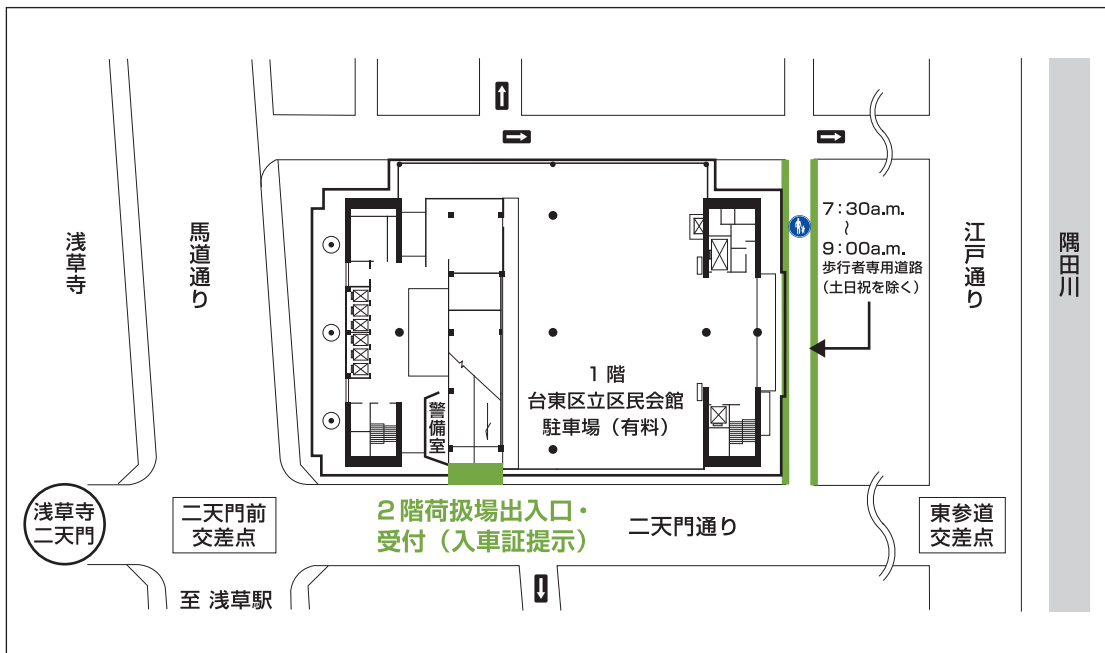 浅草寺
馬道通り
7：30a.m.
〜
9：00a.m.
歩行者専用道路
（土日祝を除く）
江戸通り
隅田川
1階
台東区立区民会館
駐車場（有料）
警備室
浅草寺
二天門
二天門前
交差点
2階荷扱場出入口・
受付（入車証提示）
二天門通り
東参道
交差点
至 浅草駅